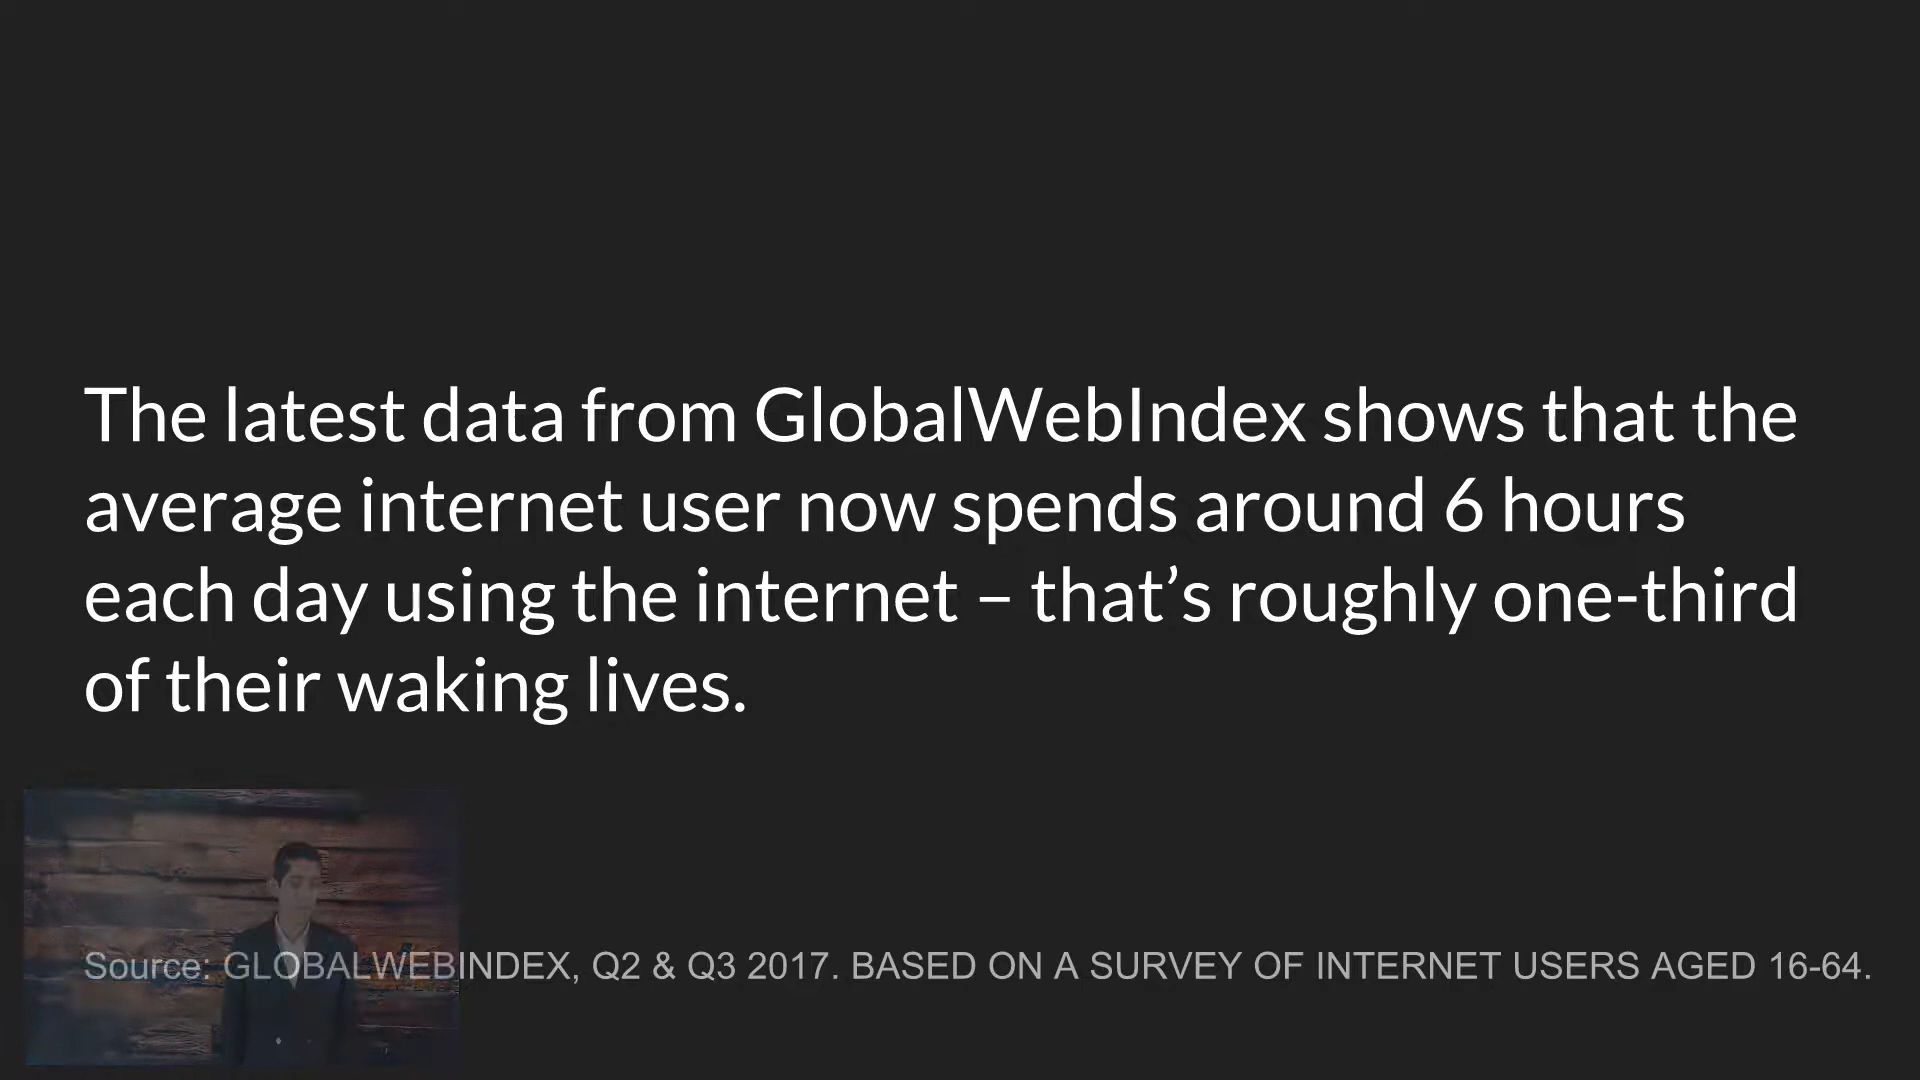 The latest data from GlobalWebIndex shows that the
average internet user now spends around 6 hours
each day using the internet – that’s roughly one-third
of their waking lives.
Source: GLOBALWEBINDEX, Q2 & Q3 2017. BASED ON A SURVEY OF INTERNET USERS AGED 16-64.